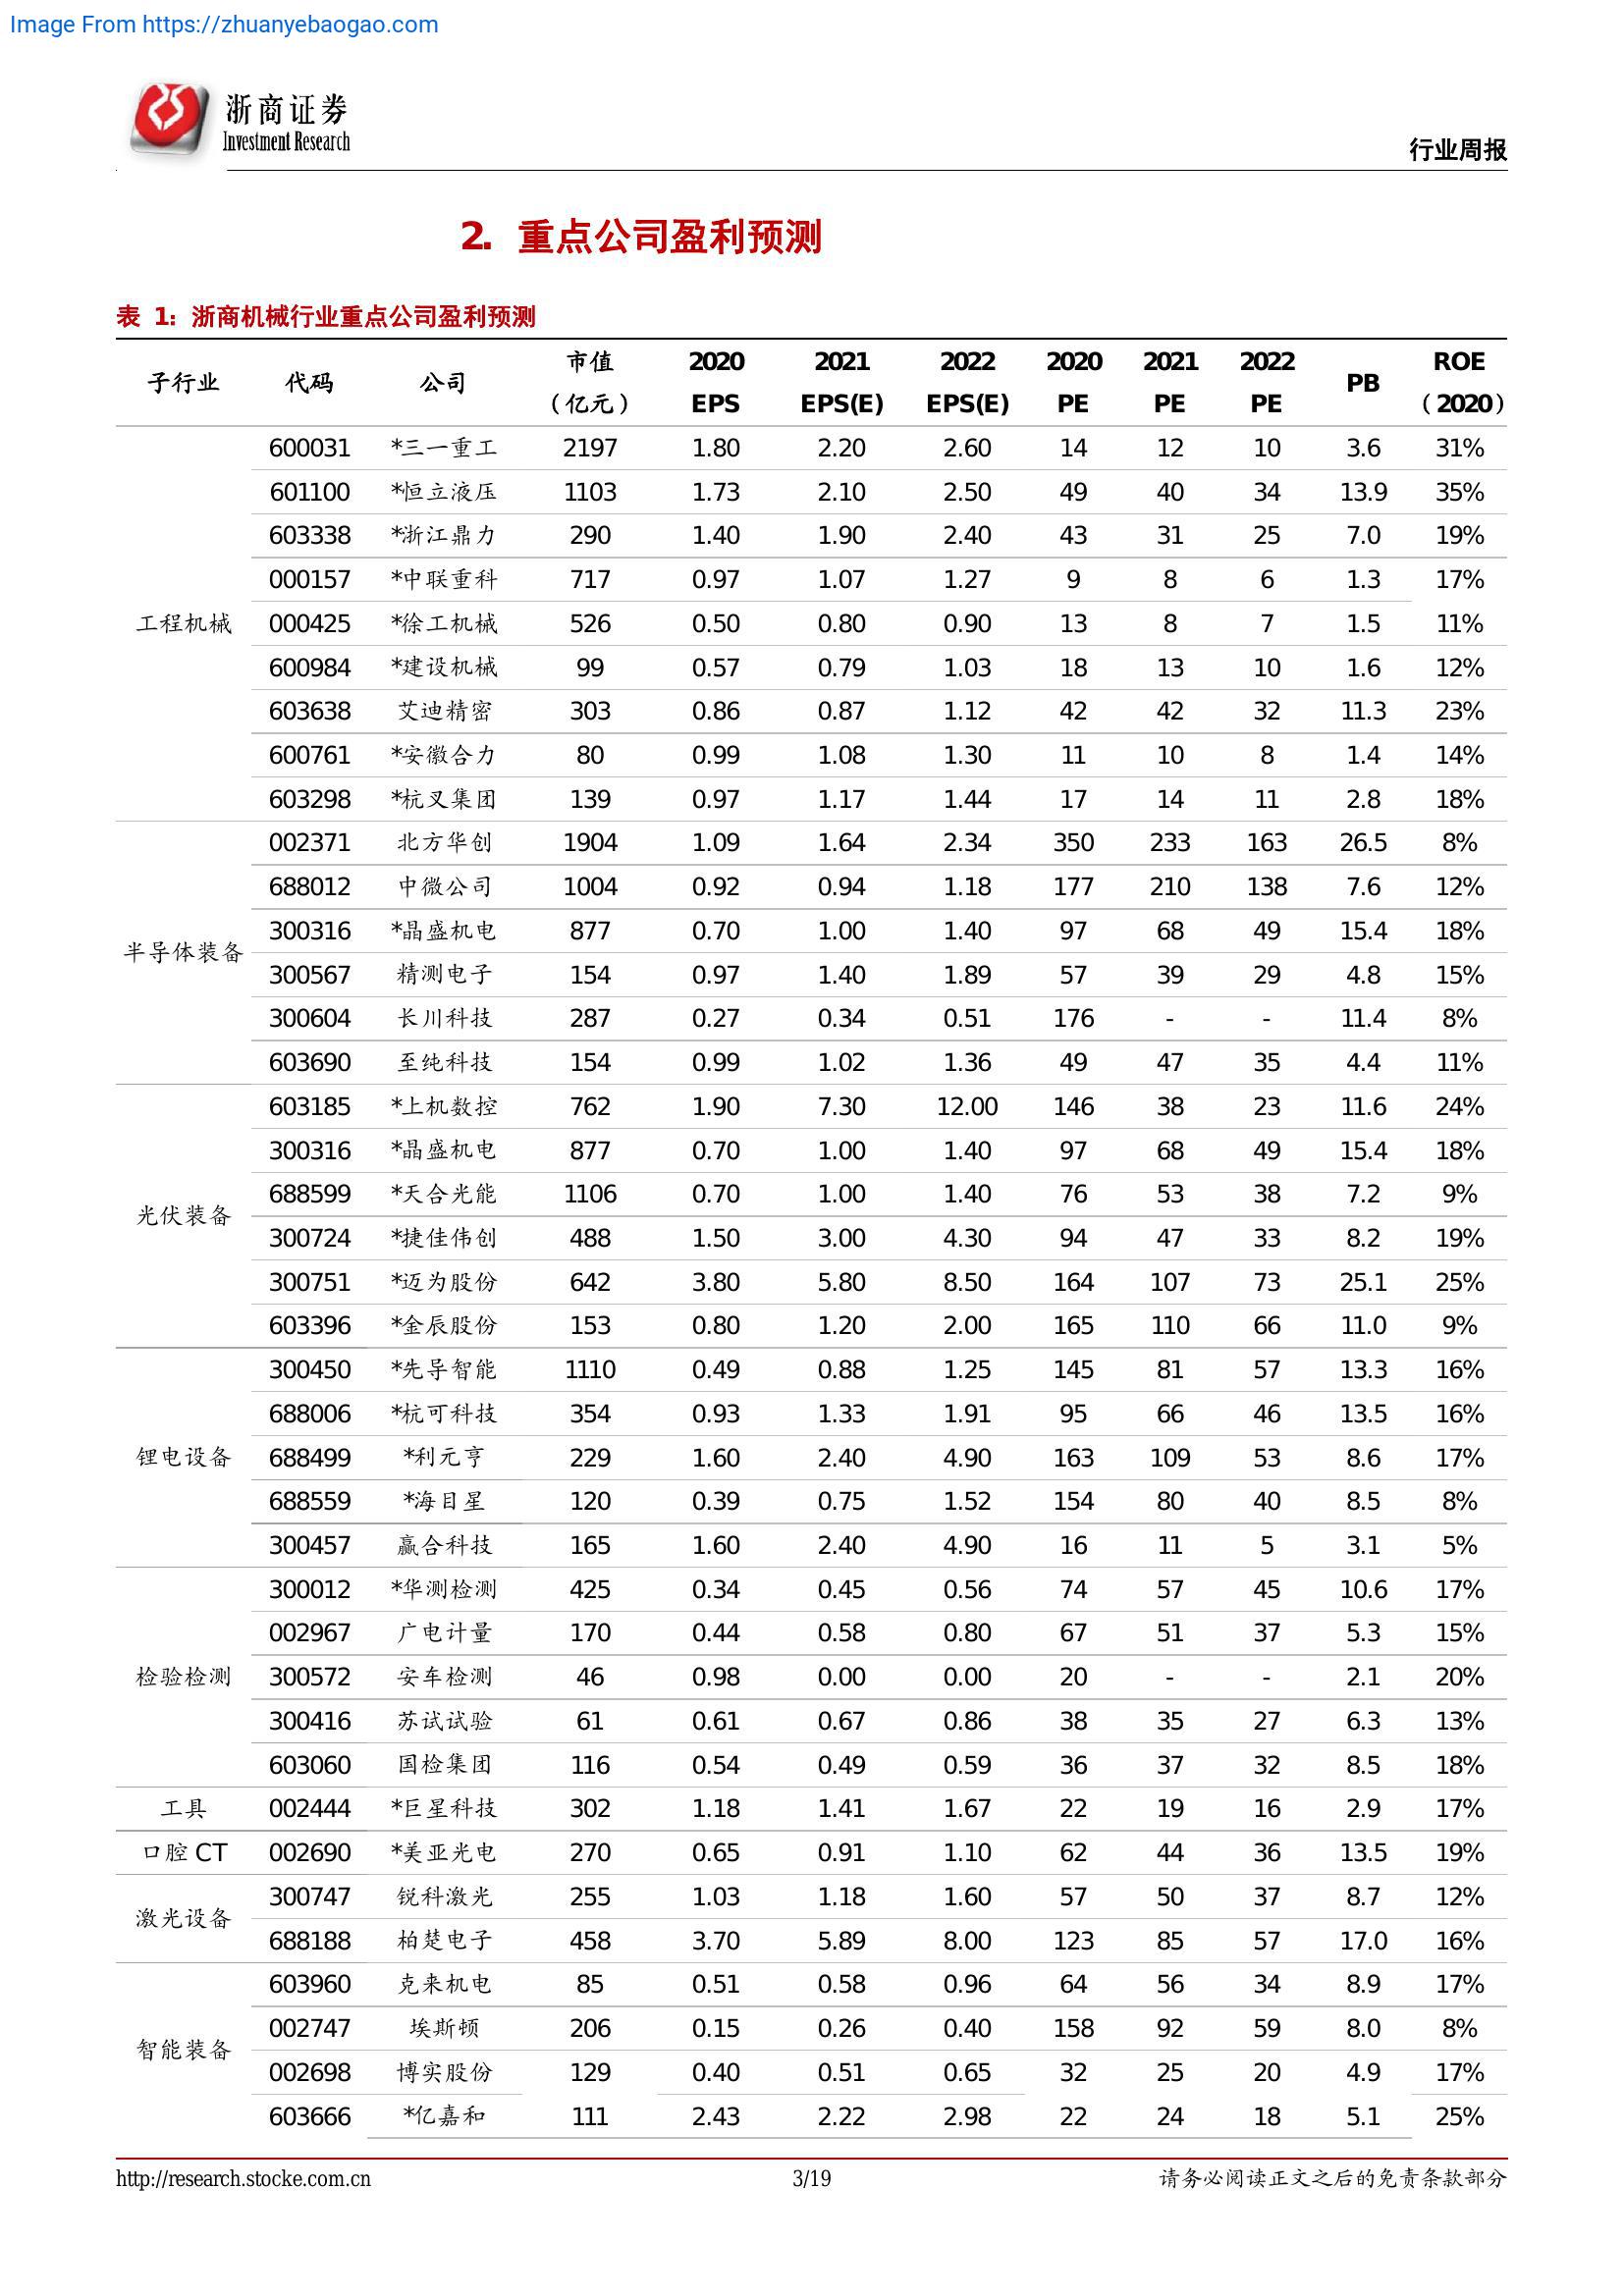 Image From https://zhuanyebaogao.com
浙商证券
Investment Research
行业周报
2. 重点公司盈利预测
表 1: 浙商机械行业重点公司盈利预测
子行业 代码 公司 市值（亿元） 2020 EPS 2021 EPS(E) 2022 EPS(E) 2020 PE 2021 PE 2022 PE PB ROE（2020）
600031 *三一重工 2197 1.80 2.20 2.60 14 12 10 3.6 31%
601100 *恒立液压 1103 1.73 2.10 2.50 49 40 34 13.9 35%
603338 *浙江鼎力 290 1.40 1.90 2.40 43 31 25 7.0 19%
000157 *中联重科 717 0.97 1.07 1.27 9 8 6 1.3 17%
工程机械 000425 *徐工机械 526 0.50 0.80 0.90 13 8 7 1.5 11%
600984 *建设机械 99 0.57 0.79 1.03 18 13 10 1.6 12%
603638 艾迪精密 303 0.86 0.87 1.12 42 42 32 11.3 23%
600761 *安徽合力 80 0.99 1.08 1.30 11 10 8 1.4 14%
603298 *杭叉集团 139 0.97 1.17 1.44 17 14 11 2.8 18%
002371 北方华创 1904 1.09 1.64 2.34 350 233 163 26.5 8%
688012 中微公司 1004 0.92 0.94 1.18 177 210 138 7.6 12%
300316 *晶盛机电 877 0.70 1.00 1.40 97 68 49 15.4 18%
半导体装备
300567 精测电子 154 0.97 1.40 1.89 57 39 29 4.8 15%
300604 长川科技 287 0.27 0.34 0.51 176 - - 11.4 8%
603690 至纯科技 154 0.99 1.02 1.36 49 47 35 4.4 11%
603185 *上机数控 762 1.90 7.30 12.00 146 38 23 11.6 24%
300316 *晶盛机电 877 0.70 1.00 1.40 97 68 49 15.4 18%
688599 *天合光能 1106 0.70 1.00 1.40 76 53 38 7.2 9%
光伏装备
300724 *捷佳伟创 488 1.50 3.00 4.30 94 47 33 8.2 19%
300751 *迈为股份 642 3.80 5.80 8.50 164 107 73 25.1 25%
603396 *金辰股份 153 0.80 1.20 2.00 165 110 66 11.0 9%
300450 *先导智能 1110 0.49 0.88 1.25 145 81 57 13.3 16%
688006 *杭可科技 354 0.93 1.33 1.91 95 66 46 13.5 16%
锂电设备 688499 *利元亨 229 1.60 2.40 4.90 163 109 53 8.6 17%
688559 *海目星 120 0.39 0.75 1.52 154 80 40 8.5 8%
300457 赢合科技 165 1.60 2.40 4.90 16 11 5 3.1 5%
300012 *华测检测 425 0.34 0.45 0.56 74 57 45 10.6 17%
002967 广电计量 170 0.44 0.58 0.80 67 51 37 5.3 15%
检验检测 300572 安车检测 46 0.98 0.00 0.00 20 - - 2.1 20%
300416 苏试试验 61 0.61 0.67 0.86 38 35 27 6.3 13%
603060 国检集团 116 0.54 0.49 0.59 36 37 32 8.5 18%
工具 002444 *巨星科技 302 1.18 1.41 1.67 22 19 16 2.9 17%
口腔 CT 002690 *美亚光电 270 0.65 0.91 1.10 62 44 36 13.5 19%
300747 锐科激光 255 1.03 1.18 1.60 57 50 37 8.7 12%
激光设备
688188 柏楚电子 458 3.70 5.89 8.00 123 85 57 17.0 16%
603960 克来机电 85 0.51 0.58 0.96 64 56 34 8.9 17%
002747 埃斯顿 206 0.15 0.26 0.40 158 92 59 8.0 8%
智能装备
002698 博实股份 129 0.40 0.51 0.65 32 25 20 4.9 17%
603666 *亿嘉和 111 2.43 2.22 2.98 22 24 18 5.1 25%
http://research.stocke.com.cn 3/19 请务必阅读正文之后的免责条款部分